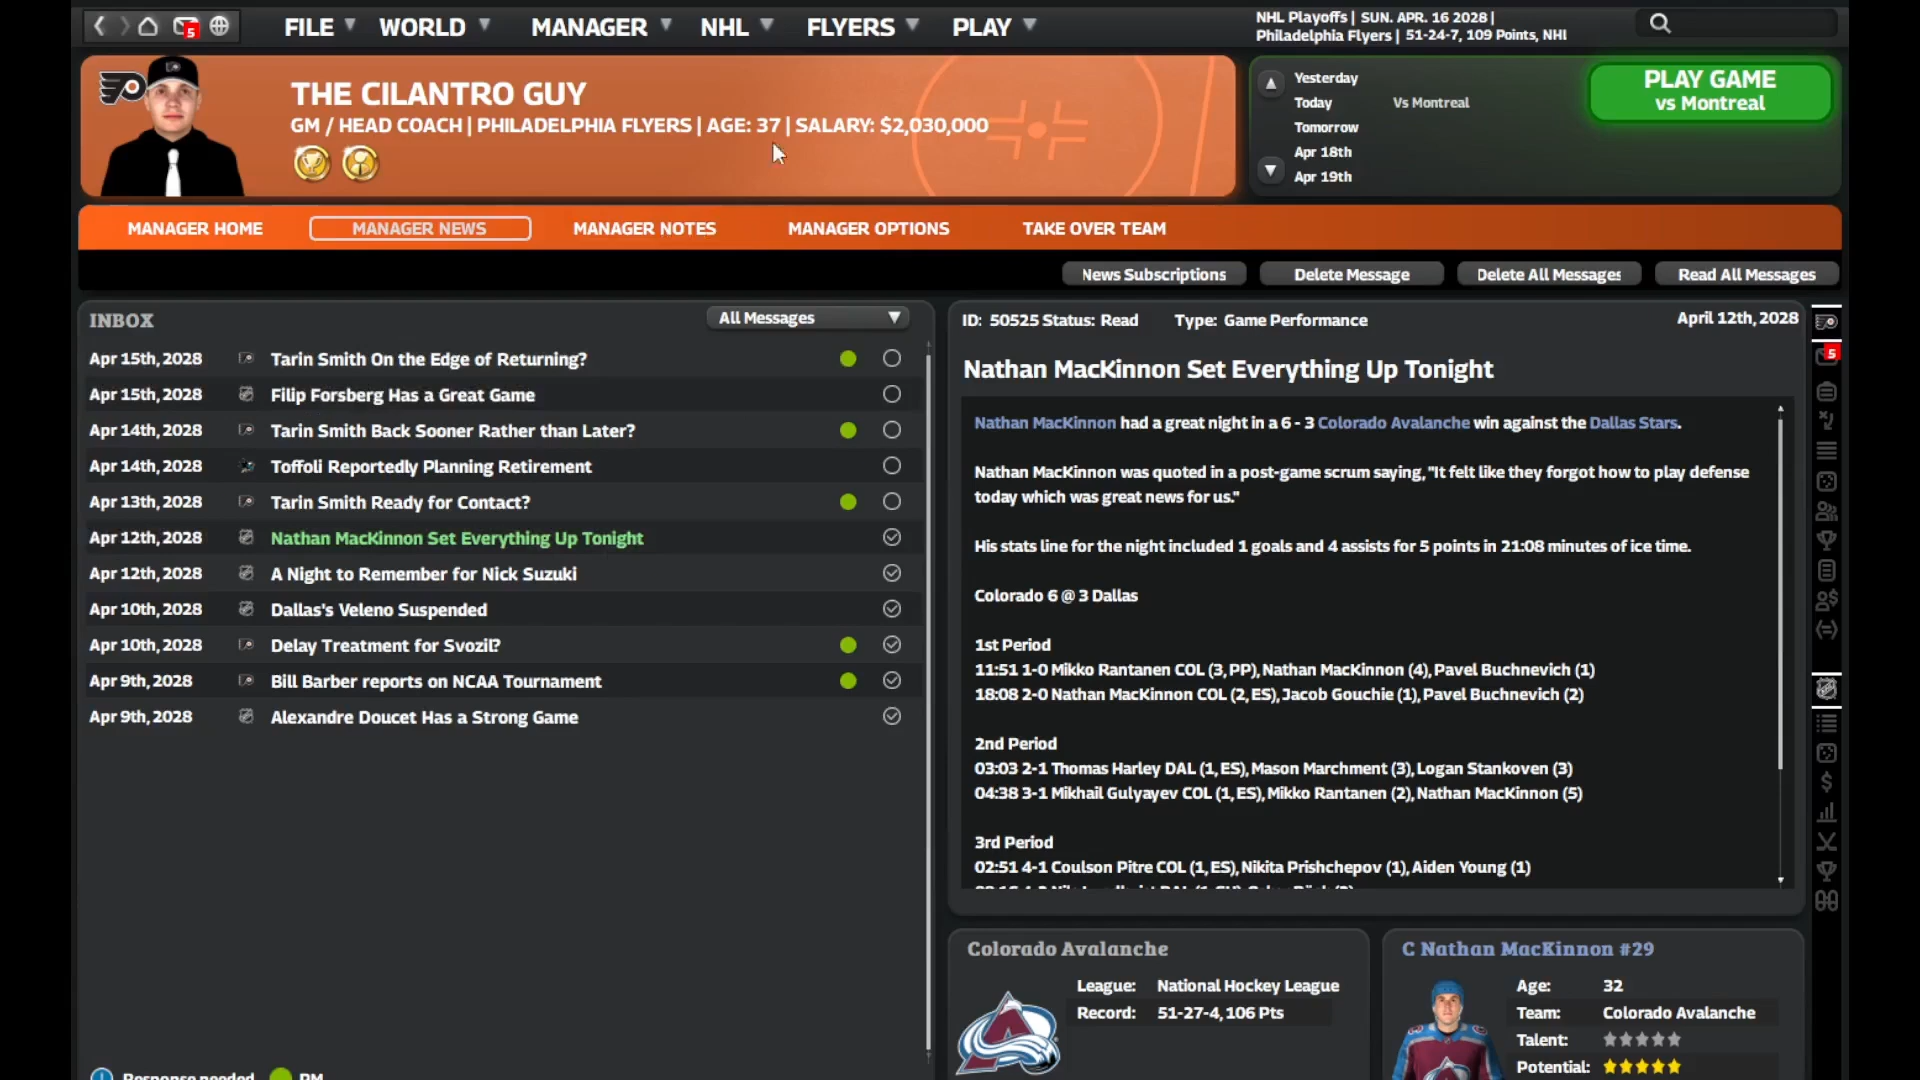 5
FILE
WORLD
MANAGER
NHL
FLYERS
PLAY
NHL Playoffs | SUN. APR. 16 2028 |
Philadelphia Flyers | 51-24-7, 109 Points, NHl
THE CILANTRO GUY
GM / HEAD COACH | PHILADELPHIA FLYERS | AGE: 37 | SALARY: $2,030,000
Yesterday
Today Vs Montreal
Tomorrow
Apr 18th
Apr 19th
PLAY GAME
vs Montreal
MANAGER HOME
MANAGER NEWS
MANAGER NOTES
MANAGER OPTIONS
TAKE OVER TEAM
News Subscriptions
Delete Message
Delete All Messages
Read All Messages
INBOX
All Messages
Apr 15th, 2028 Tarin Smith On the Edge of Returning?
Apr 15th, 2028 Filip Forsberg Has a Great Game
Apr 14th, 2028 Tarin Smith Back Sooner Rather than Later?
Apr 14th, 2028 Toffoli Reportedly Planning Retirement
Apr 13th, 2028 Tarin Smith Ready for Contact?
Apr 12th, 2028 Nathan MacKinnon Set Everything Up Tonight
Apr 12th, 2028 A Night to Remember for Nick Suzuki
Apr 10th, 2028 Dallas's Veleno Suspended
Apr 10th, 2028 Delay Treatment for Svozil?
Apr 9th, 2028 Bill Barber reports on NCAA Tournament
Apr 9th, 2028 Alexandre Doucet Has a Strong Game
Response needed
PM
ID: 50525 Status: Read Type: Game Performance April 12th, 2028
Nathan MacKinnon Set Everything Up Tonight
Nathan MacKinnon had a great night in a 6 - 3 Colorado Avalanche win against the Dallas Stars.
Nathan MacKinnon was quoted in a post-game scrum saying, "It felt like they forgot how to play defense
today which was great news for us."
His stats line for the night included 1 goals and 4 assists for 5 points in 21:08 minutes of ice time.
Colorado 6 @ 3 Dallas
1st Period
11:51 1-0 Mikko Rantanen COL (3, PP), Nathan MacKinnon (4), Pavel Buchnevich (1)
18:08 2-0 Nathan MacKinnon COL (2, ES), Jacob Gouchie (1), Pavel Buchnevich (2)
2nd Period
03:03 2-1 Thomas Harley DAL (1, ES), Mason Marchment (3), Logan Stankoven (3)
04:38 3-1 Mikhail Gulyayev COL (1, ES), Mikko Rantanen (2), Nathan MacKinnon (5)
3rd Period
02:51 4-1 Coulson Pitre COL (1, ES), Nikita Prishchepov (1), Aiden Young (1)
5
Colorado Avalanche
League: National Hockey League
Record: 51-27-4, 106 Pts
C Nathan MacKinnon #29
Age: 32
Team: Colorado Avalanche
Talent:
Potential: